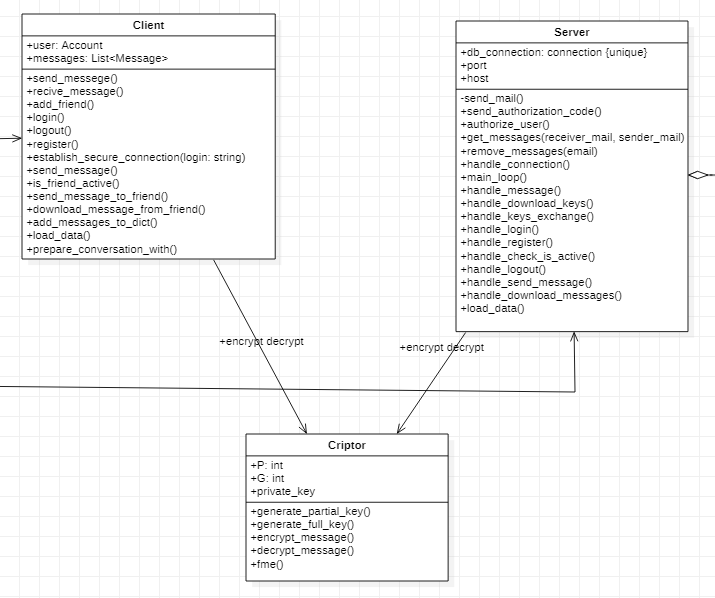 Client
+user: Account
+messages: List<Message>
+send_messege()
+recive_message()
+add_friend()
+login()
+logout()
+register()
+establish_secure_connection(login: string)
+send_message()
+is_friend_active()
+send_message_to_friend()
+download_message_from_friend()
+add_messages_to_dict()
+load_data()
+prepare_conversation_with()
Server
+db_connection: connection {unique}
+port
+host
-send_mail()
+send_authorization_code()
+authorize_user()
+get_messages(receiver_mail, sender_mail)
+remove_messages(email)
+handle_connection()
+main_loop()
+handle_message()
+handle_download_keys()
+handle_keys_exchange()
+handle_login()
+handle_register()
+handle_check_is_active()
+handle_logout()
+handle_send_message()
+handle_download_messages()
+load_data()
+encrypt decrypt
+encrypt decrypt
Criptor
+P: int
+G: int
+private_key
+generate_partial_key()
+generate_full_key()
+encrypt_message()
+decrypt_message()
+fme()